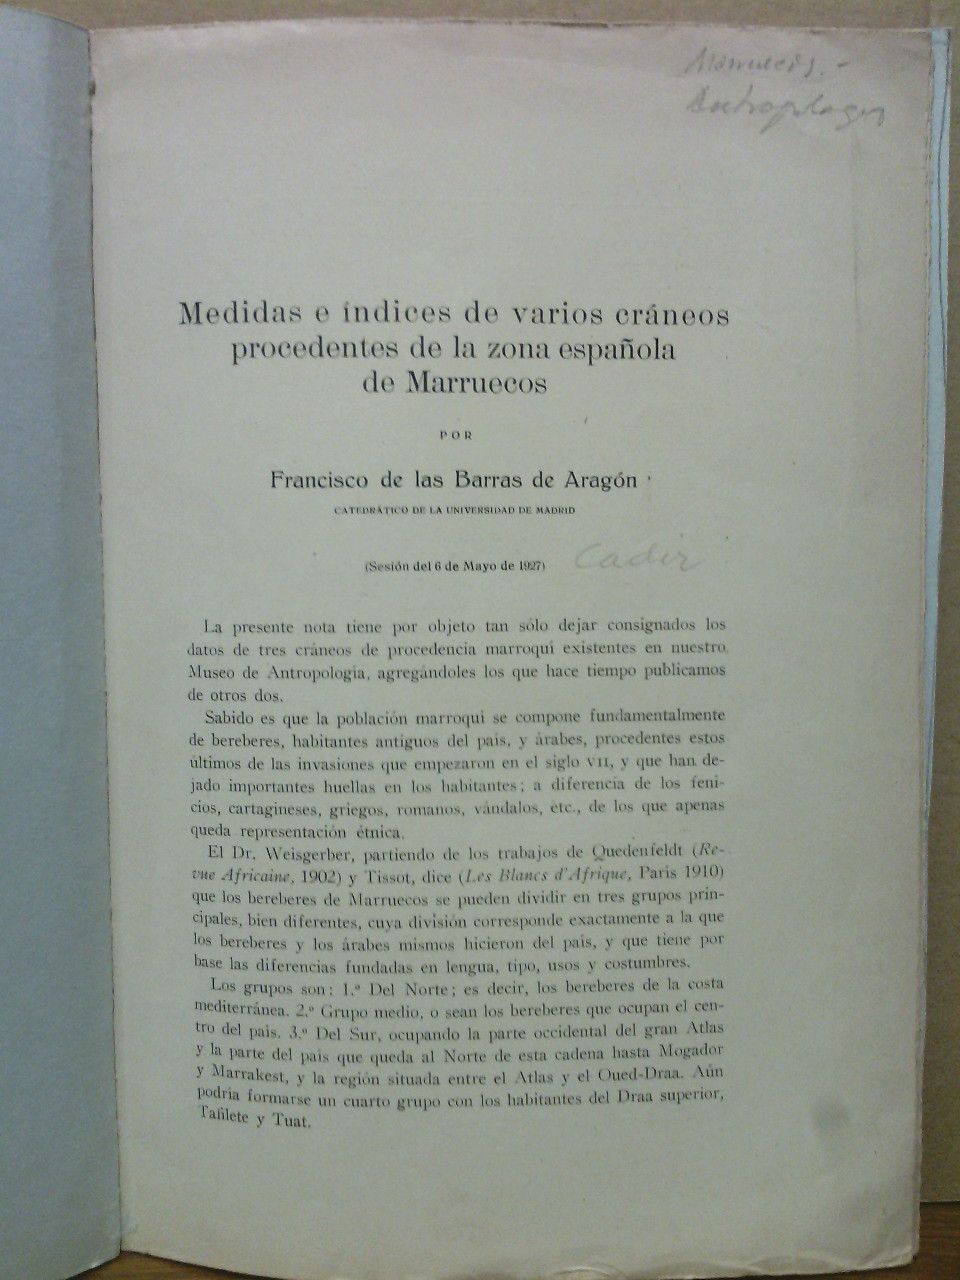 Marruecos.-
Antropología
Medidas e índices de varios cráneos
procedentes de la zona española
de Marruecos
POR
Francisco de las Barras de Aragón
CATEDRÁTICO DE LA UNIVERSIDAD DE MADRID
(Sesión del 6 de Mayo de 1927)
La presente nota tiene por objeto tan sólo dejar consignados los
datos de tres cráneos de procedencia marroquí existentes en nuestro
Museo de Antropología, agregándoles los que hace tiempo publicamos
de otros dos.
Sabido es que la población marroquí se compone fundamentalmente
de bereberes, habitantes antiguos del país, y árabes, procedentes estos
últimos de las invasiones que empezaron en el siglo VII, y que han de-
jado importantes huellas en los habitantes; a diferencia de los feni-
cios, cartagineses, griegos, romanos, vándalos, etc., de los que apenas
queda representación étnica.
El Dr. Weisgerber, partiendo de los trabajos de Quedenfeldt (Re-
vue Africaine, 1902) y Tissot, dice (Les Blancs d'Afrique, París 1910)
que los bereberes de Marruecos se pueden dividir en tres grupos prin-
cipales, bien diferentes, cuya división corresponde exactamente a la que
los bereberes y los árabes mismos hicieron del país, y que tiene por
base las diferencias fundadas en lengua, tipo, usos y costumbres.
Los grupos son: 1.º Del Norte; es decir, los bereberes de la costa
mediterránea. 2.º Grupo medio, o sean los bereberes que ocupan el cen-
tro del país. 3.º Del Sur, ocupando la parte occidental del gran Atlas
y la parte del país que queda al Norte de esta cadena hasta Mogador
y Marrakest, y la región situada entre el Atlas y el Oued-Draa. Aún
podría formarse un cuarto grupo con los habitantes del Draa superior,
Tafilete y Tuat.